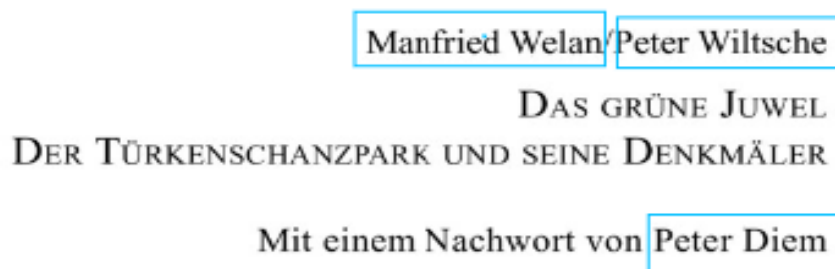 Manfried Welan/Peter Wiltsche
DAS GRÜNE JUWEL
DER TÜRKENSCHANZPARK UND SEINE DENKMÄLER
Mit einem Nachwort von Peter Diem